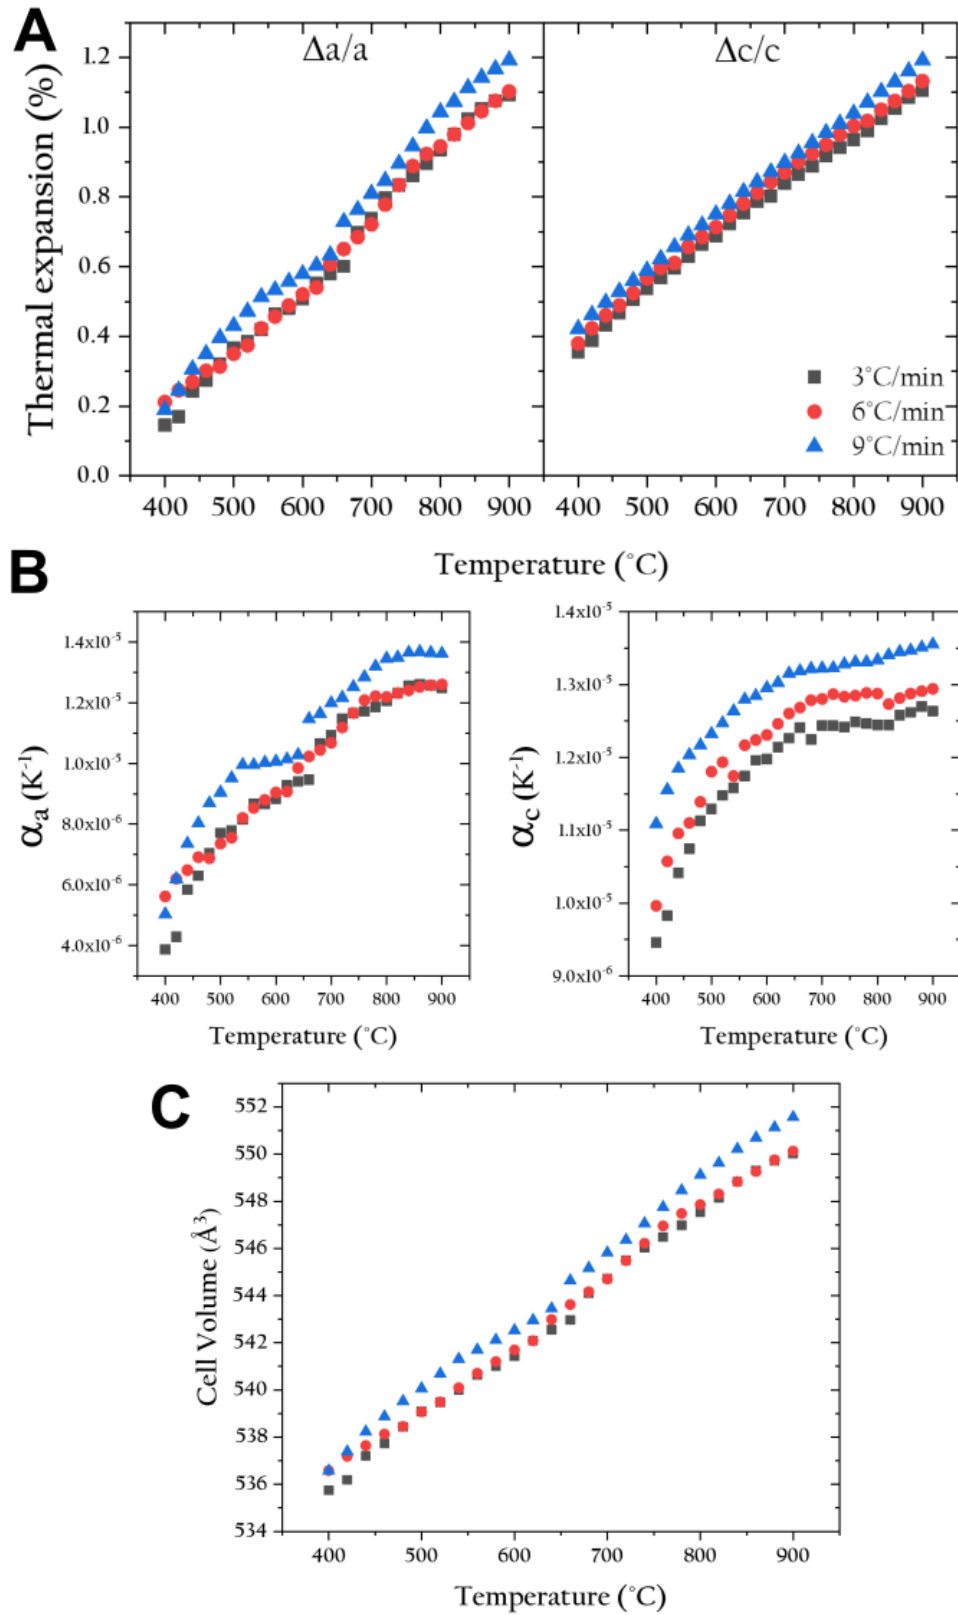 A
Δa/a
Δc/c
Thermal expansion (%)
1.2
1.0
0.8
0.6
0.4
0.2
0.0
3°C/min
6°C/min
9°C/min
400 500 600 700 800 900
400 500 600 700 800 900
Temperature (°C)
B
αa (K-1)
1.4x10-5
1.2x10-5
1.0x10-5
8.0x10-6
6.0x10-6
4.0x10-6
400 500 600 700 800 900
Temperature (°C)
αc (K-1)
1.4x10-5
1.3x10-5
1.2x10-5
1.1x10-5
1.0x10-5
9.0x10-6
400 500 600 700 800 900
Temperature (°C)
C
Cell Volume (Å3)
552
550
548
546
544
542
540
538
536
534
400 500 600 700 800 900
Temperature (°C)